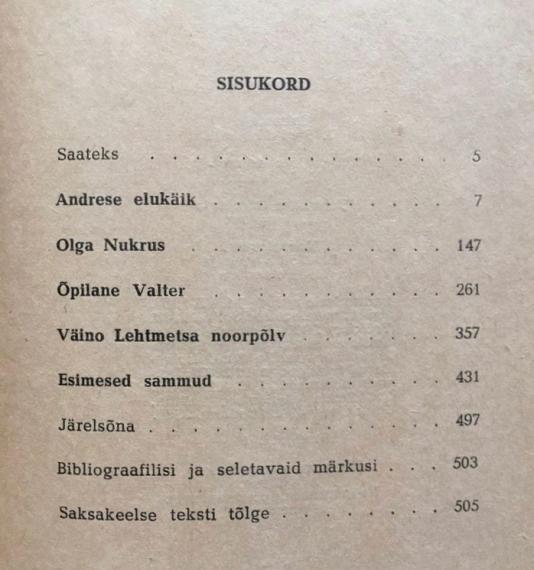 SISUKORD
Saateks . . . . . . . . . . . . . . 5
Andrese elukäik . . . . . . . . . . . 7
Olga Nukrus . . . . . . . . . . . . 147
Õpilane Valter . . . . . . . . . . . 261
Väino Lehtmetsa noorpõlv . . . . . . . 357
Esimesed sammud . . . . . . . . . . 431
Järelsõna . . . . . . . . . . . . . 497
Bibliograafilisi ja seletavaid märkusi . . . 503
Saksakeelse teksti tõlge . . . . . . . 505